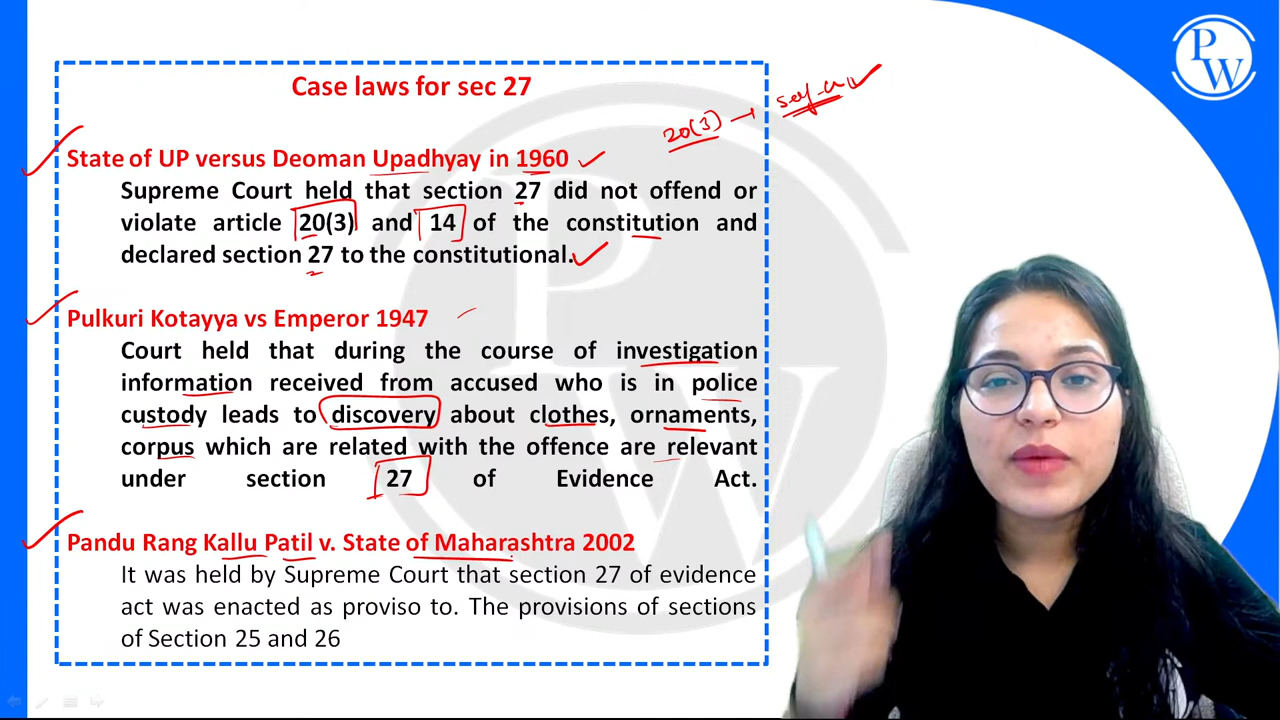 P
W
Case laws for sec 27
20(3) →
State of UP versus Deoman Upadhyay in 1960
Supreme Court held that section 27 did not offend or
violate article 20(3) and 14 of the constitution and
declared section 27 to the constitutional.
Pulkuri Kotayya vs Emperor 1947
Court held that during the course of investigation
information received from accused who is in police
custody leads to discovery about clothes, ornaments,
corpus which are related with the offence are relevant
under section 27 of Evidence Act.
Pandu Rang Kallu Patil v. State of Maharashtra 2002
It was held by Supreme Court that section 27 of evidence
act was enacted as proviso to. The provisions of sections
of Section 25 and 26